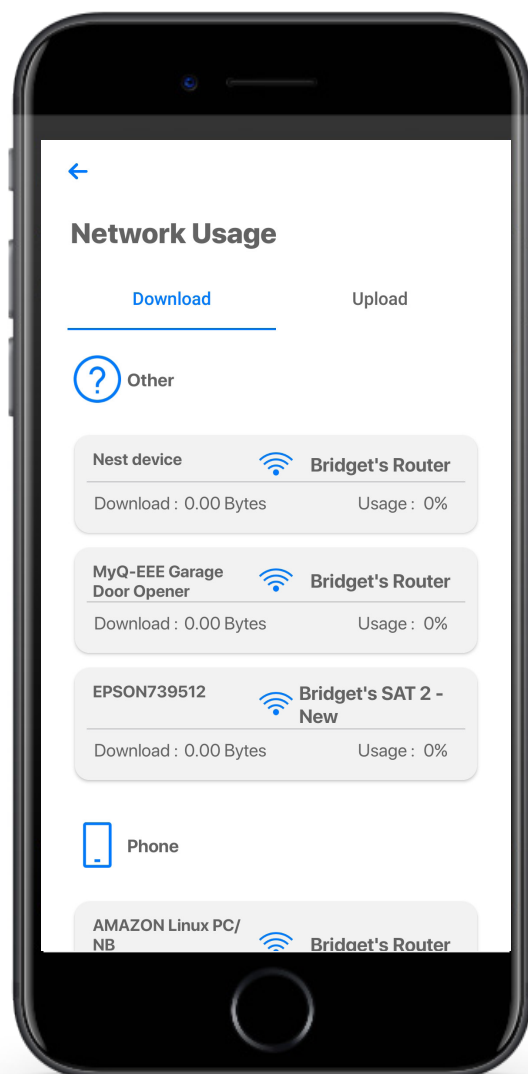 Network Usage
Download Upload
Other
Nest device Bridget's Router
Download : 0.00 Bytes Usage : 0%
MyQ-EEE Garage
Door Opener
Bridget's Router
Download : 0.00 Bytes Usage : 0%
EPSON739512
Bridget's SAT 2 -
New
Download : 0.00 Bytes Usage : 0%
Phone
AMAZON Linux PC/
NB
Bridget's Router